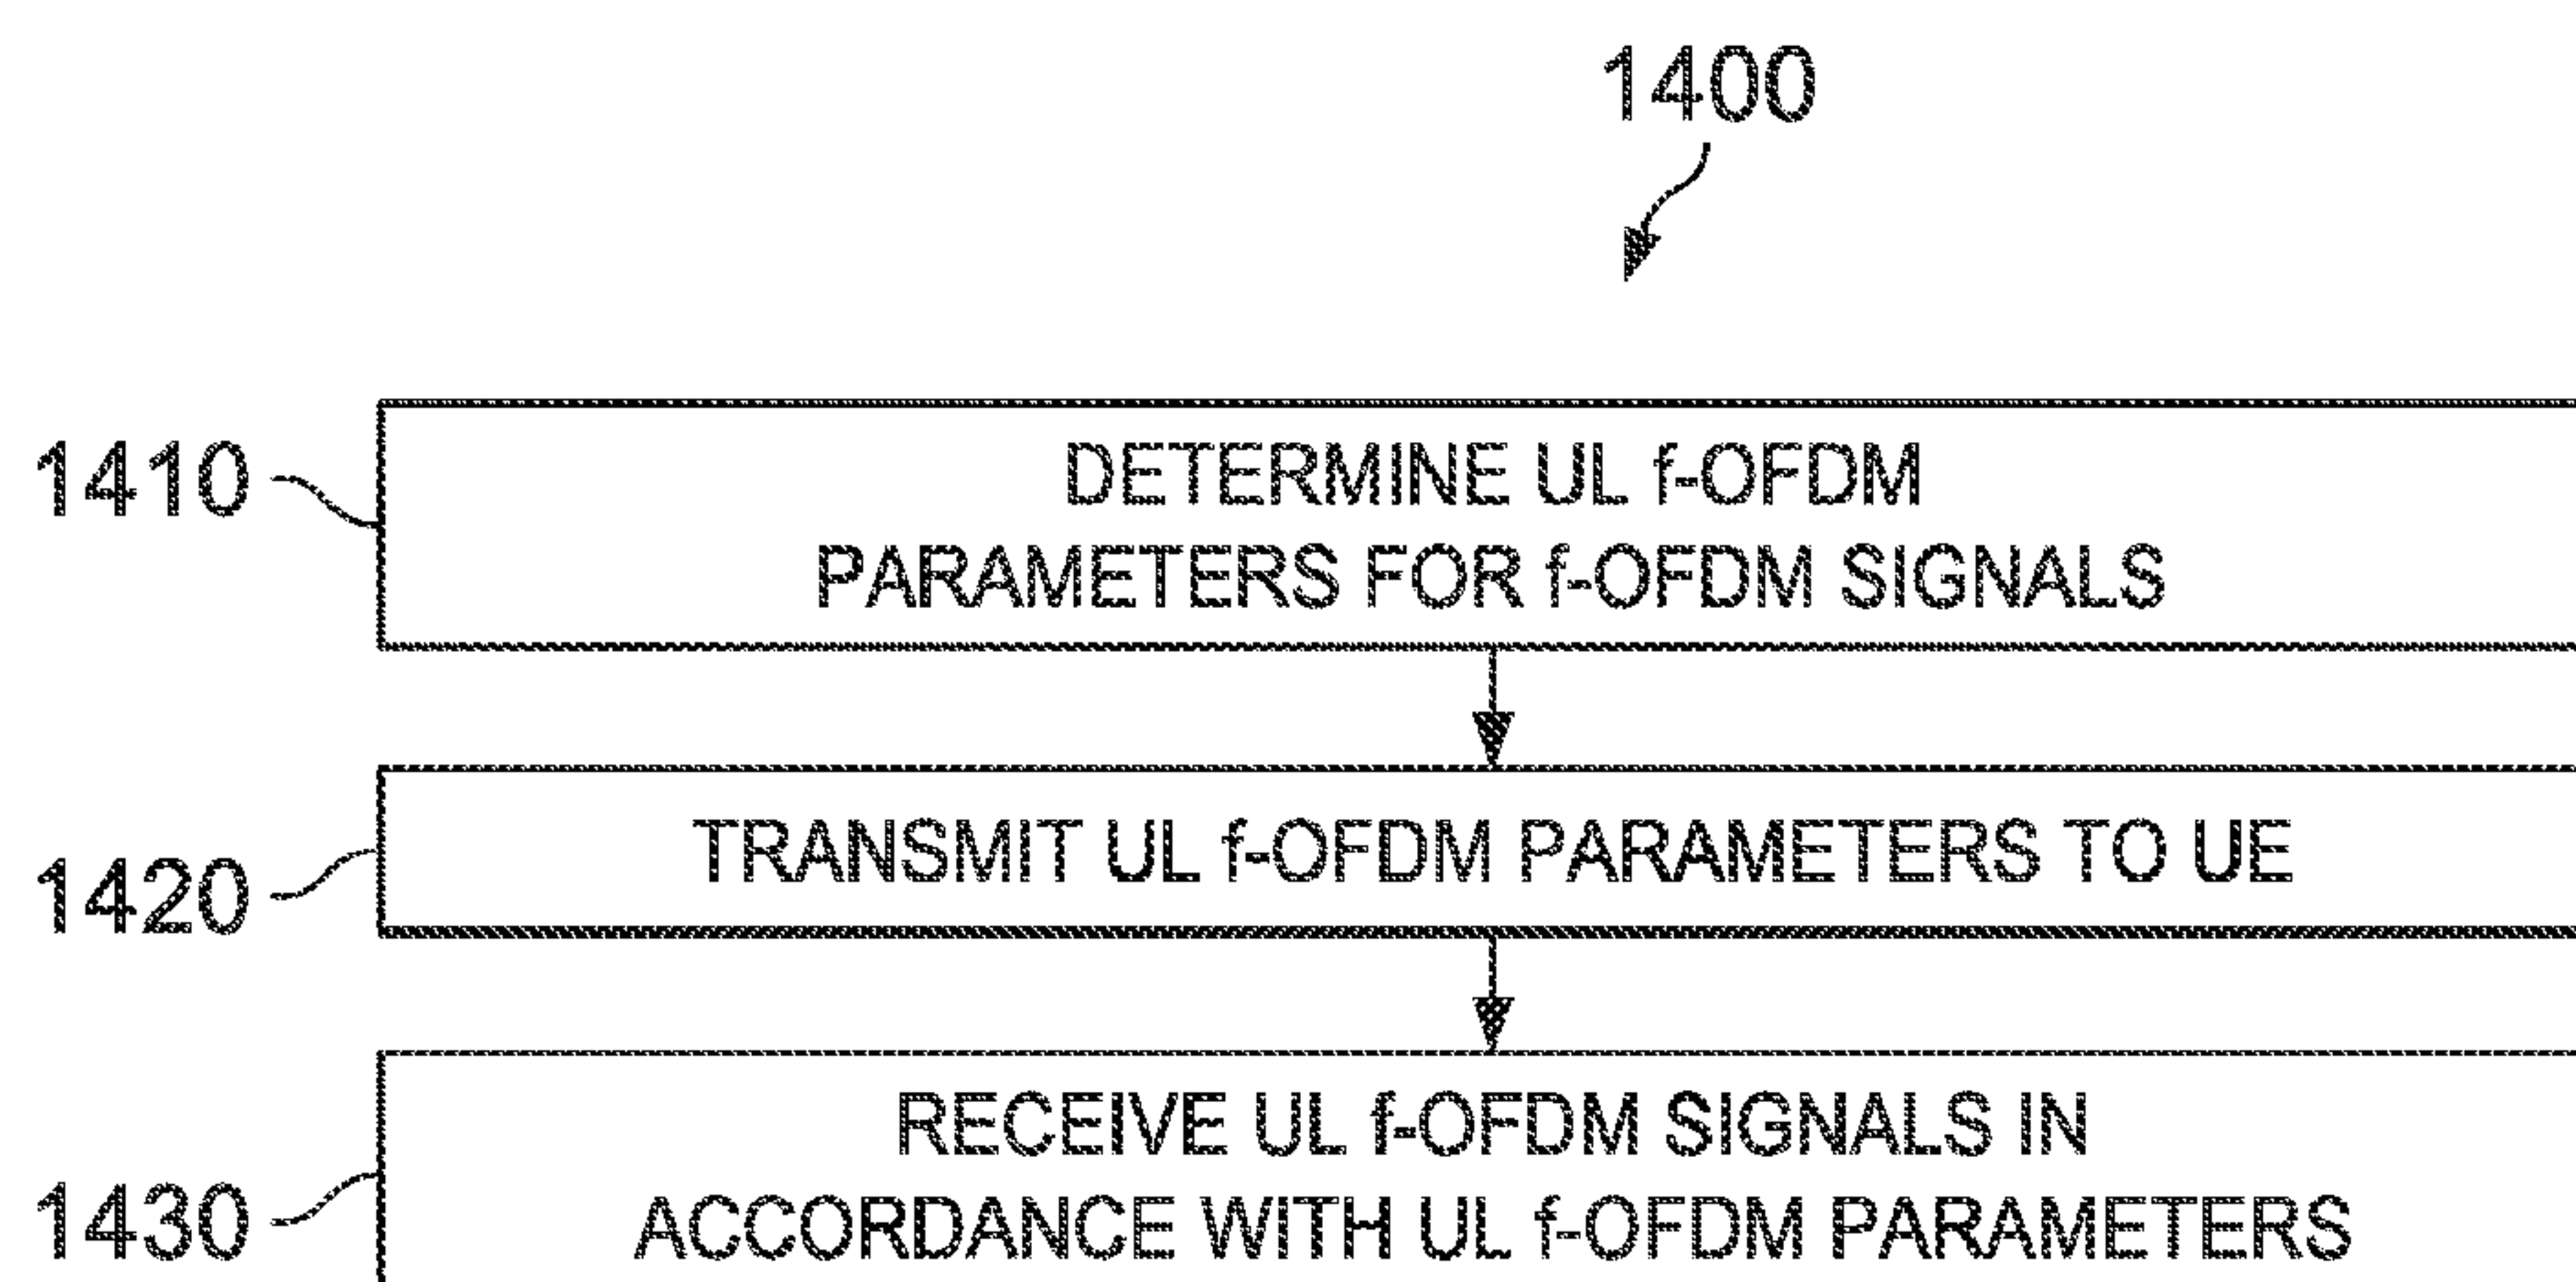 1400
1410
DETERMINE UL f-OFDM
PARAMETERS FOR f-OFDM SIGNALS
1420
TRANSMIT UL f-OFDM PARAMETERS TO UE
1430
RECEIVE UL f-OFDM SIGNALS IN
ACCORDANCE WITH UL f-OFDM PARAMETERS